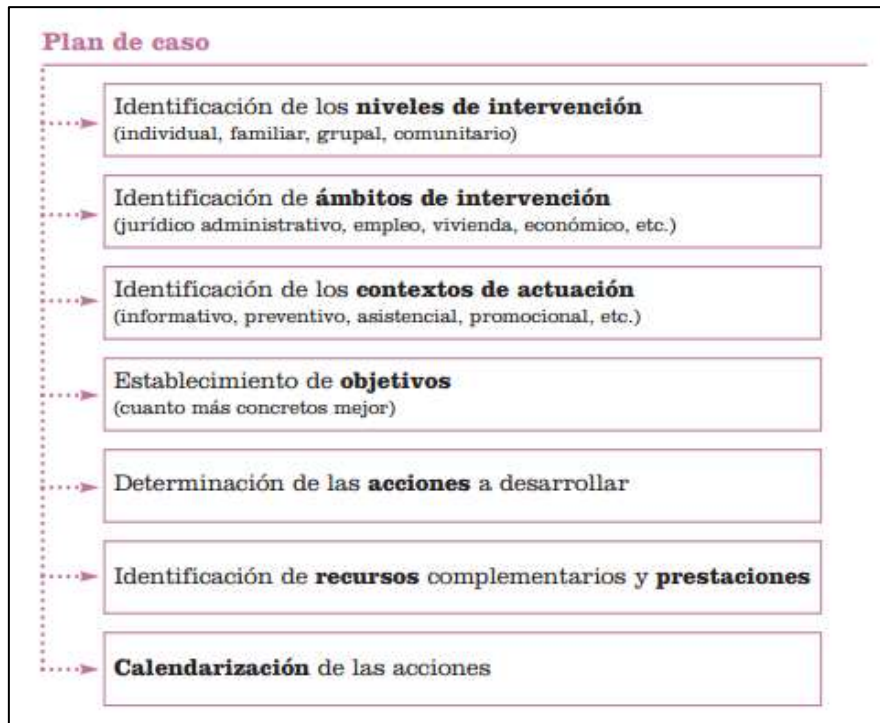 Plan de caso
Identificación de los niveles de intervención
(individual, familiar, grupal, comunitario)
Identificación de ámbitos de intervención
(jurídico administrativo, empleo, vivienda, económico, etc.)
Identificación de los contextos de actuación
(informativo, preventivo, asistencial, promocional, etc.)
Establecimiento de objetivos
(cuanto más concretos mejor)
Determinación de las acciones a desarrollar
Identificación de recursos complementarios y prestaciones
Calendarización de las acciones